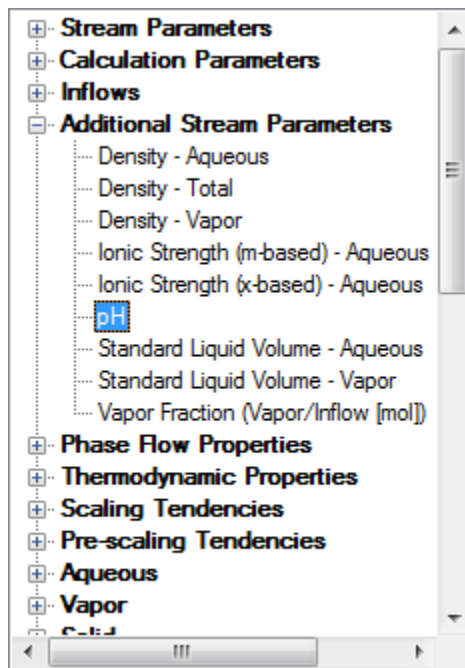 Stream Parameters
Calculation Parameters
Inflows
Additional Stream Parameters
Density - Aqueous
Density - Total
Density - Vapor
Ionic Strength (m-based) - Aqueous
Ionic Strength (x-based) - Aqueous
pH
Standard Liquid Volume - Aqueous
Standard Liquid Volume - Vapor
Vapor Fraction (Vapor/Inflow [mol])
Phase Flow Properties
Thermodynamic Properties
Scaling Tendencies
Pre-scaling Tendencies
Aqueous
Vapor
Solid